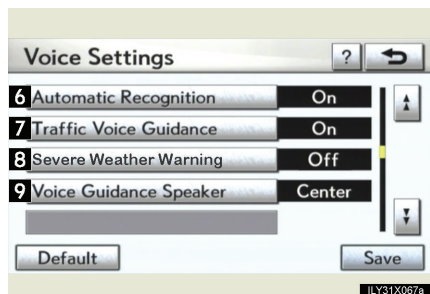 Voice Settings ?
6 Automatic Recognition On
7 Traffic Voice Guidance On
8 Severe Weather Warning Off
9 Voice Guidance Speaker Center
Default Save
ILY31X067a